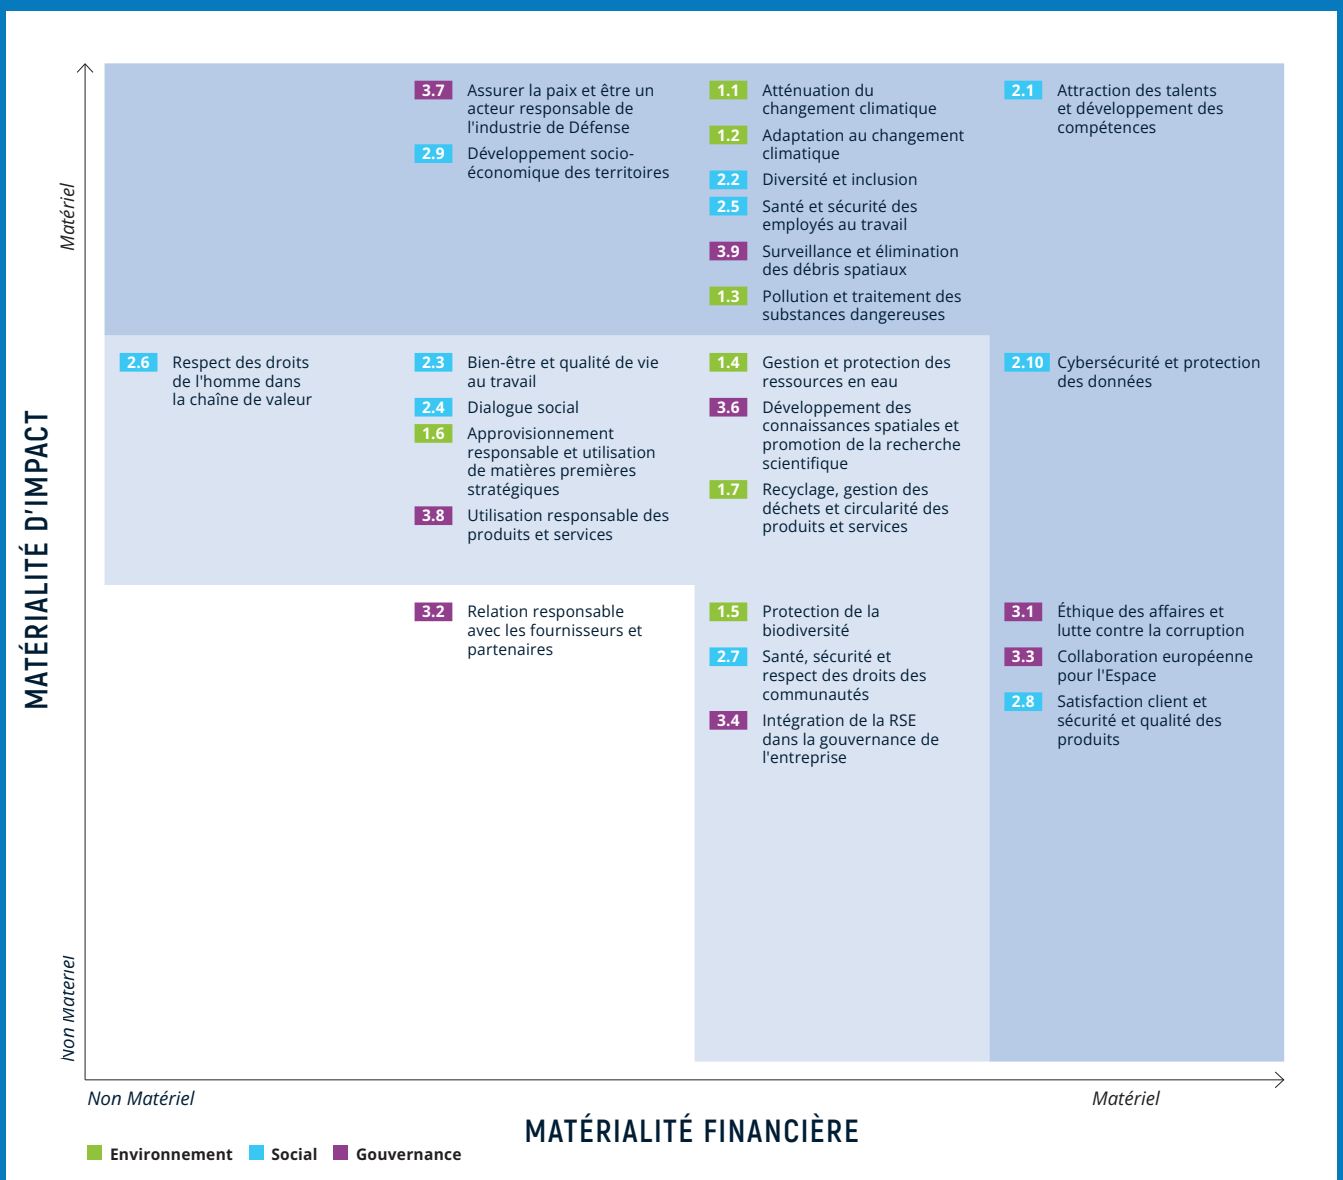 3.7 Assurer la paix et être un
acteur responsable de
l'industrie de Défense
2.9 Développement socio-
économique des territoires
1.1 Atténuation du
changement climatique
1.2 Adaptation au changement
climatique
2.2 Diversité et inclusion
2.5 Santé et sécurité des
employés au travail
3.9 Surveillance et élimination
des débris spatiaux
1.3 Pollution et traitement des
substances dangereuses
2.1 Attraction des talents
et développement des
compétences
Matériel
2.6 Respect des droits
de l'homme dans
la chaîne de valeur
2.3 Bien-être et qualité de vie
au travail
2.4 Dialogue social
1.6 Approvisionnement
responsable et utilisation
de matières premières
stratégiques
3.8 Utilisation responsable des
produits et services
1.4 Gestion et protection des
ressources en eau
3.6 Développement des
connaissances spatiales et
promotion de la recherche
scientifique
1.7 Recyclage, gestion des
déchets et circularité des
produits et services
2.10 Cybersécurité et protection
des données
MATÉRIALITÉ D'IMPACT
3.2 Relation responsable
avec les fournisseurs et
partenaires
1.5 Protection de la
biodiversité
2.7 Santé, sécurité et
respect des droits des
communautés
3.4 Intégration de la RSE
dans la gouvernance de
l'entreprise
3.1 Éthique des affaires et
lutte contre la corruption
3.3 Collaboration européenne
pour l'Espace
2.8 Satisfaction client et
sécurité et qualité des
produits
Non Materiel
Non Matériel
Matériel
MATÉRIALITÉ FINANCIÈRE
Environnement Social Gouvernance